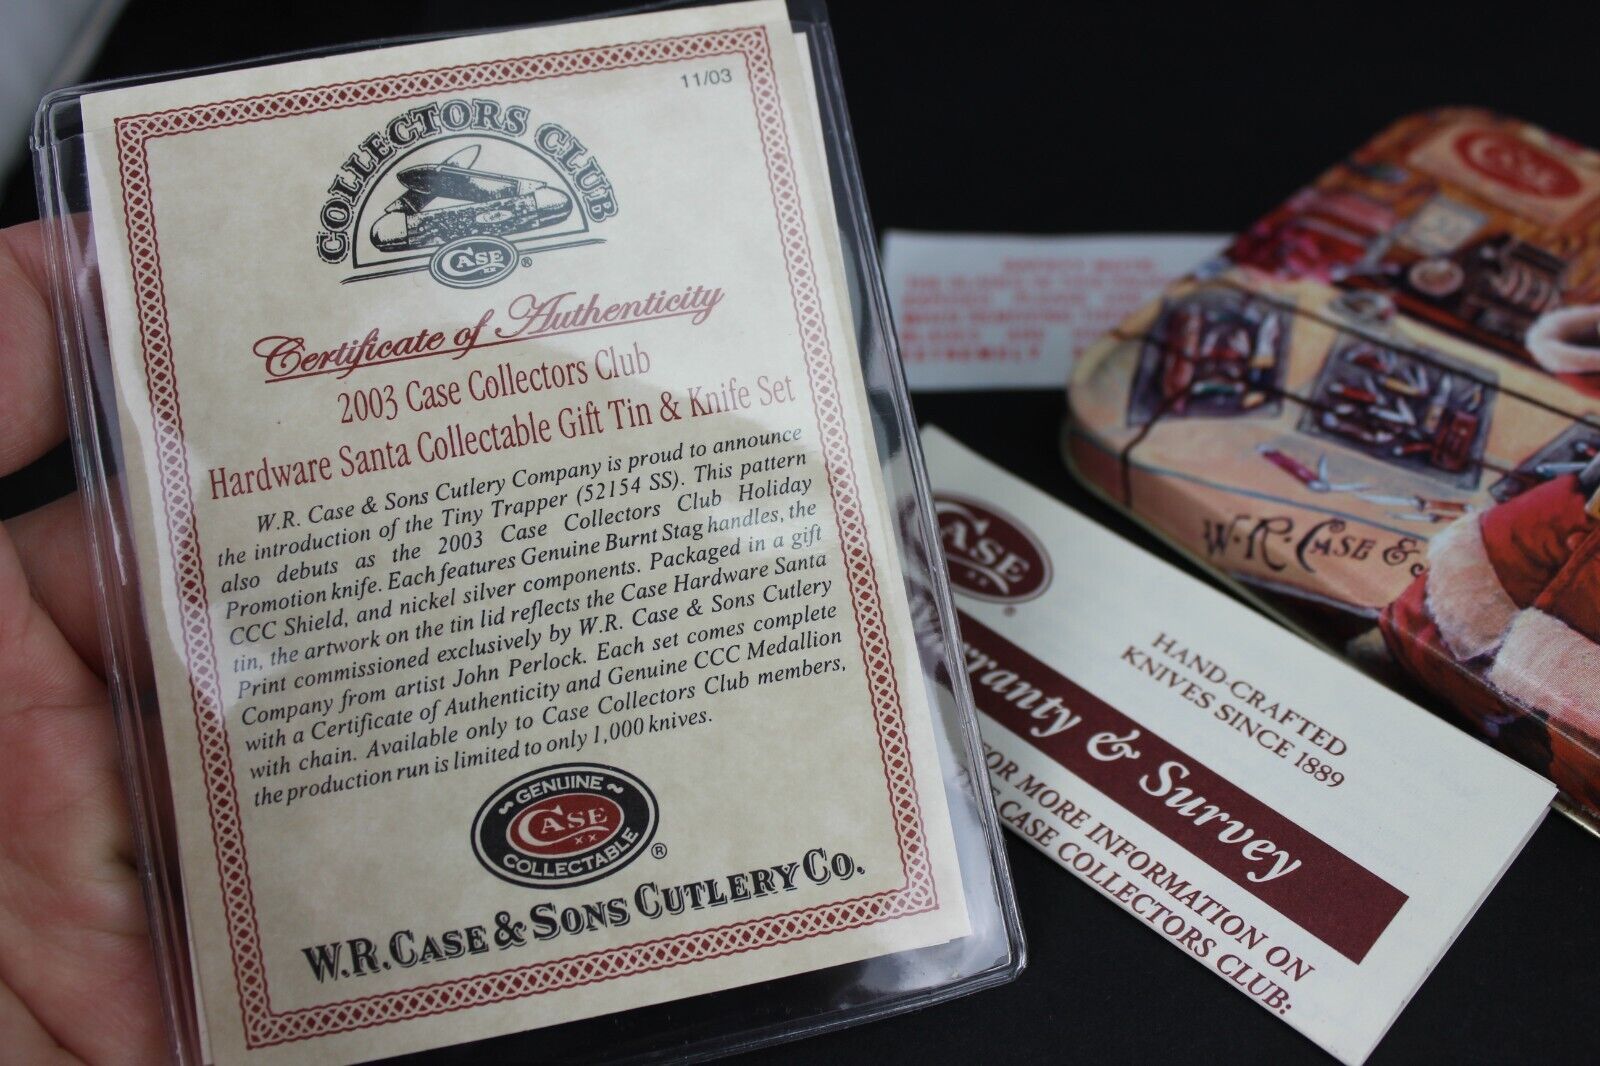 11/03
COLLECTORS CLUB
CASE XX ®
Certificate of Authenticity
2003 Case Collectors Club
Hardware Santa Collectable Gift Tin & Knife Set
W.R. Case & Sons Cutlery Company is proud to announce
the introduction of the Tiny Trapper (52154 SS). This pattern
also debuts as the 2003 Case Collectors Club Holiday
Promotion knife. Each features Genuine Burnt Stag handles, the
CCC Shield, and nickel silver components. Packaged in a gift
tin, the artwork on the tin lid reflects the Case Hardware Santa
Print commissioned exclusively by W.R. Case & Sons Cutlery
Company from artist John Perlock. Each set comes complete
with a Certificate of Authenticity and Genuine CCC Medallion
with chain. Available only to Case Collectors Club members,
the production run is limited to only 1,000 knives.
~ GENUINE ~
CASE XX
COLLECTABLE ®
W.R. CASE & SONS CUTLERY CO.
CASE
W.R. CASE &
EXTREMELY
CASE XX ®
HAND-CRAFTED
KNIVES SINCE 1889
Warranty & Survey
FOR MORE INFORMATION ON
THE CASE COLLECTORS CLUB: